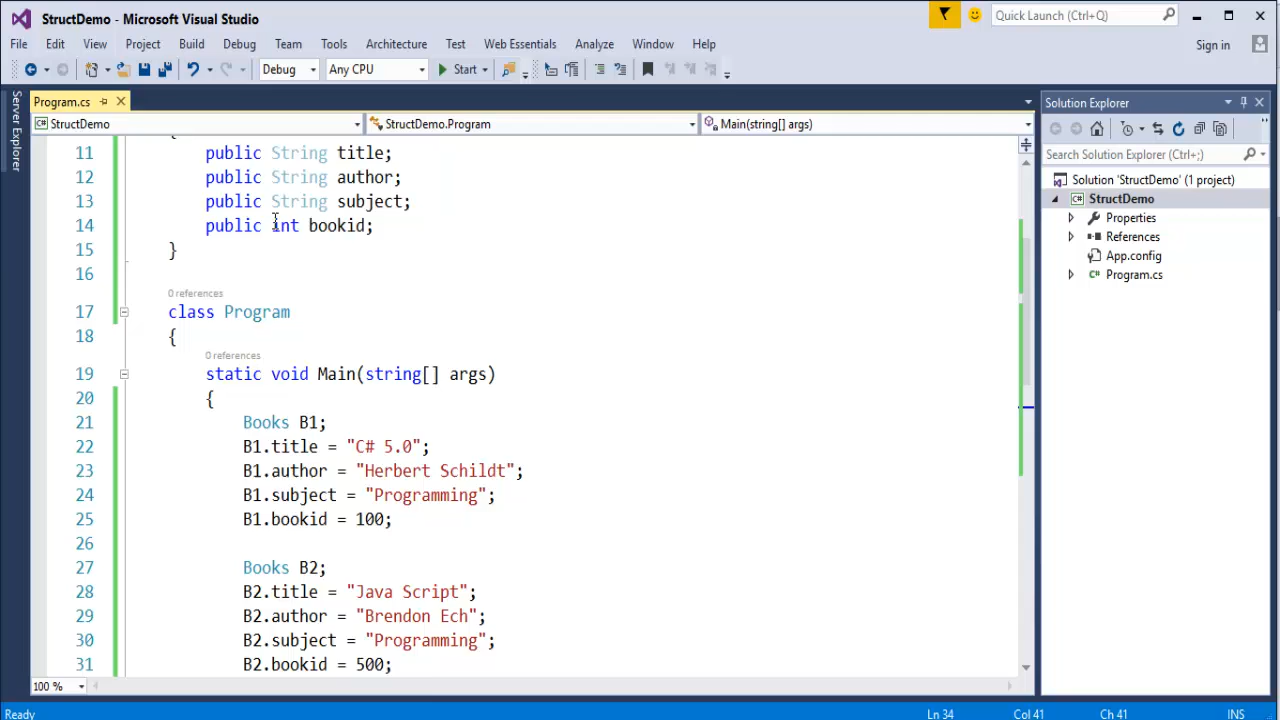 StructDemo - Microsoft Visual Studio
Quick Launch (Ctrl+Q)
File Edit View Project Build Debug Team Tools Architecture Test Web Essentials Analyze Window Help
Sign in
Debug Any CPU Start
Server Explorer
Program.cs
Solution Explorer
C# StructDemo StructDemo.Program Main(string[] args)
Search Solution Explorer (Ctrl+;)
Solution 'StructDemo' (1 project)
C# StructDemo
Properties
References
App.config
C# Program.cs
11 public String title;
12 public String author;
13 public String subject;
14 public int bookid;
15 }
16
0 references
17 class Program
18 {
0 references
19 static void Main(string[] args)
20 {
21 Books B1;
22 B1.title = "C# 5.0";
23 B1.author = "Herbert Schildt";
24 B1.subject = "Programming";
25 B1.bookid = 100;
26
27 Books B2;
28 B2.title = "Java Script";
29 B2.author = "Brendon Ech";
30 B2.subject = "Programming";
31 B2.bookid = 500;
100 %
Ready Ln 34 Col 41 Ch 41 INS